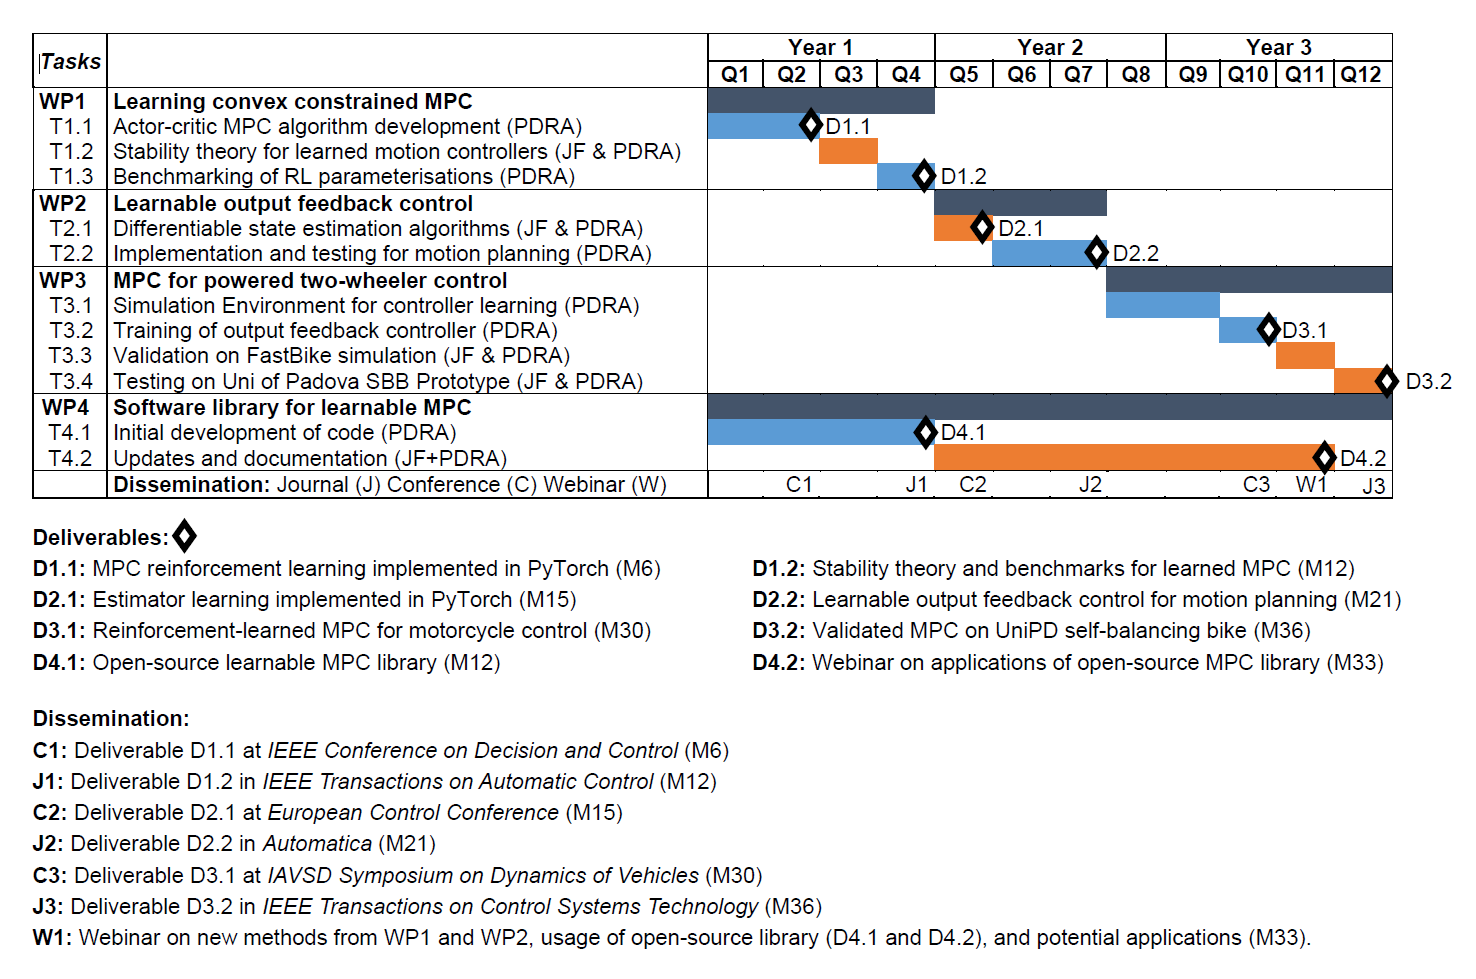 Tasks Year 1 Year 2 Year 3
Q1 Q2 Q3 Q4 Q5 Q6 Q7 Q8 Q9 Q10 Q11 Q12
WP1 Learning convex constrained MPC
T1.1 Actor-critic MPC algorithm development (PDRA) D1.1
T1.2 Stability theory for learned motion controllers (JF & PDRA)
T1.3 Benchmarking of RL parameterisations (PDRA) D1.2
WP2 Learnable output feedback control
T2.1 Differentiable state estimation algorithms (JF & PDRA) D2.1
T2.2 Implementation and testing for motion planning (PDRA) D2.2
WP3 MPC for powered two-wheeler control
T3.1 Simulation Environment for controller learning (PDRA)
T3.2 Training of output feedback controller (PDRA) D3.1
T3.3 Validation on FastBike simulation (JF & PDRA)
T3.4 Testing on Uni of Padova SBB Prototype (JF & PDRA) D3.2
WP4 Software library for learnable MPC
T4.1 Initial development of code (PDRA) D4.1
T4.2 Updates and documentation (JF+PDRA) D4.2
Dissemination: Journal (J) Conference (C) Webinar (W) C1 J1 C2 J2 C3 W1 J3
Deliverables:
D1.1: MPC reinforcement learning implemented in PyTorch (M6) D1.2: Stability theory and benchmarks for learned MPC (M12)
D2.1: Estimator learning implemented in PyTorch (M15) D2.2: Learnable output feedback control for motion planning (M21)
D3.1: Reinforcement-learned MPC for motorcycle control (M30) D3.2: Validated MPC on UniPD self-balancing bike (M36)
D4.1: Open-source learnable MPC library (M12) D4.2: Webinar on applications of open-source MPC library (M33)
Dissemination:
C1: Deliverable D1.1 at IEEE Conference on Decision and Control (M6)
J1: Deliverable D1.2 in IEEE Transactions on Automatic Control (M12)
C2: Deliverable D2.1 at European Control Conference (M15)
J2: Deliverable D2.2 in Automatica (M21)
C3: Deliverable D3.1 at IAVSD Symposium on Dynamics of Vehicles (M30)
J3: Deliverable D3.2 in IEEE Transactions on Control Systems Technology (M36)
W1: Webinar on new methods from WP1 and WP2, usage of open-source library (D4.1 and D4.2), and potential applications (M33).